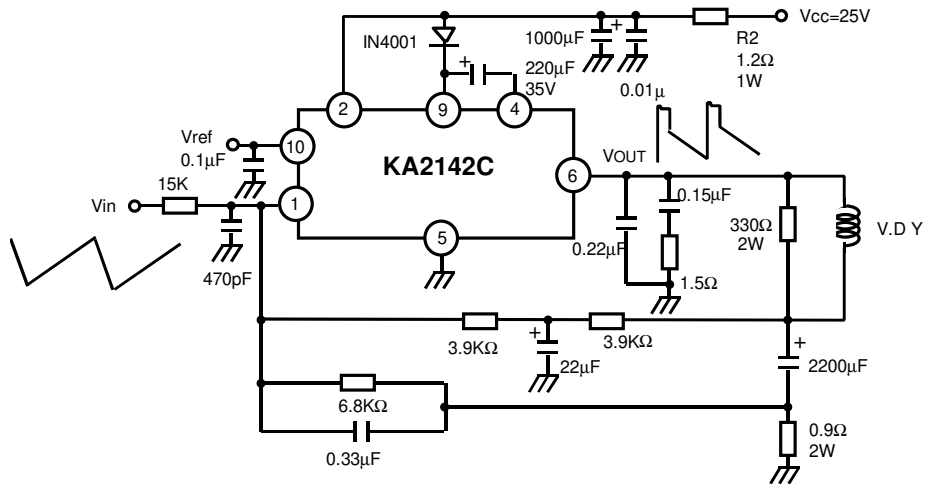 Vcc=25V
IN4001
1000µF
+
+
R2
1.2Ω
1W
+
220µF
35V
0.01µ
2
9
4
Vref
10
0.1µF
KA2142C
VOUT
6
15K
Vin
1
0.15µF
330Ω
2W
V.D Y
5
0.22µF
470pF
1.5Ω
3.9KΩ
3.9KΩ
+
22µF
+
2200µF
6.8KΩ
0.33µF
0.9Ω
2W